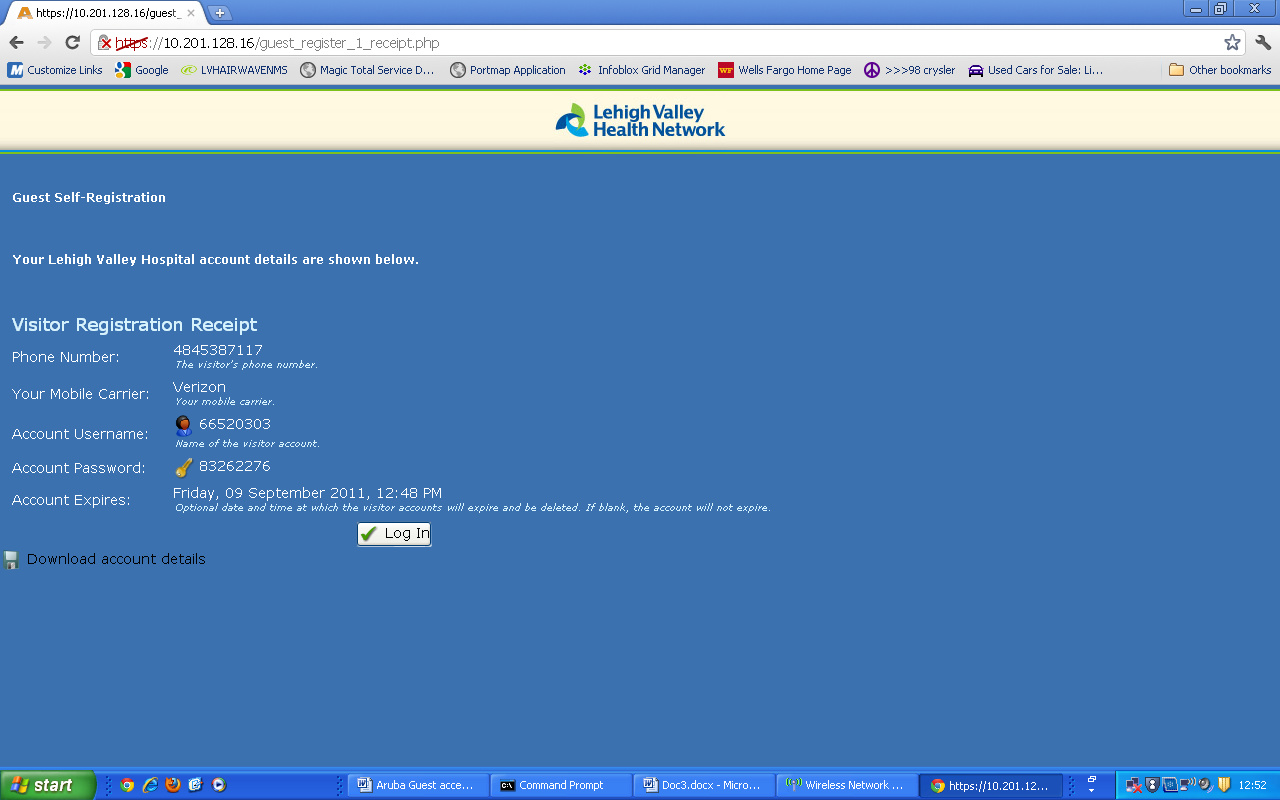 https://10.201.128.16/guest_
https://10.201.128.16/guest_register_1_receipt.php
Customize Links Google LVHAIRWAVENMS Magic Total Service D... Portmap Application Infoblox Grid Manager Wells Fargo Home Page >>>98 crysler Used Cars for Sale: Li... Other bookmarks
Lehigh Valley
Health Network
Guest Self-Registration
Your Lehigh Valley Hospital account details are shown below.
Visitor Registration Receipt
Phone Number: 4845387117
The visitor's phone number.
Your Mobile Carrier: Verizon
Your mobile carrier.
Account Username: 66520303
Name of the visitor account.
Account Password: 83262276
Account Expires: Friday, 09 September 2011, 12:48 PM
Optional date and time at which the visitor accounts will expire and be deleted. If blank, the account will not expire.
Log In
Download account details
start Aruba Guest acce... Command Prompt Doc3.docx - Micro... Wireless Network ... https://10.201.12... 12:52